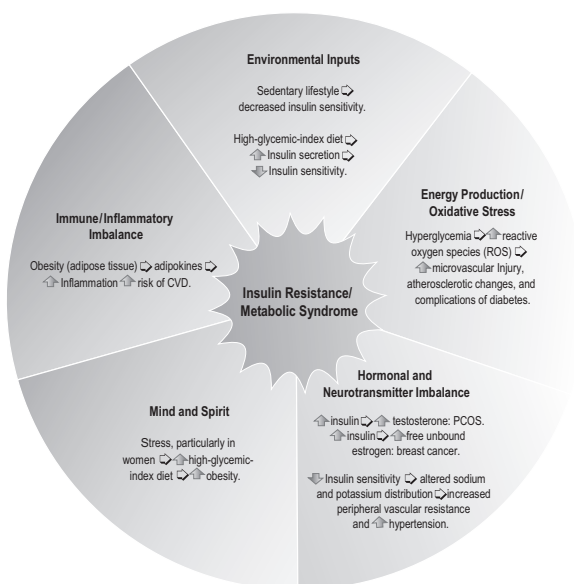 Environmental Inputs
Sedentary lifestyle ⇨
decreased insulin sensitivity.
High-glycemic-index diet ⇨
⇧ Insulin secretion ⇨
⇩ Insulin sensitivity.
Energy Production/
Oxidative Stress
Hyperglycemia ⇨ ⇧ reactive
oxygen species (ROS) ⇨
⇧ microvascular Injury,
atherosclerotic changes, and
complications of diabetes.
Immune/Inflammatory
Imbalance
Obesity (adipose tissue) ⇨ adipokines ⇨
⇧ Inflammation ⇧ risk of CVD.
Insulin Resistance/
Metabolic Syndrome
Hormonal and
Neurotransmitter Imbalance
⇧ insulin ⇨ ⇧ testosterone: PCOS.
⇧ insulin ⇨ ⇧ free unbound
estrogen: breast cancer.
⇩ Insulin sensitivity ⇨ altered sodium
and potassium distribution ⇨ increased
peripheral vascular resistance
and ⇧ hypertension.
Mind and Spirit
Stress, particularly in
women ⇨ ⇧ high-glycemic-
index diet ⇨ ⇧ obesity.